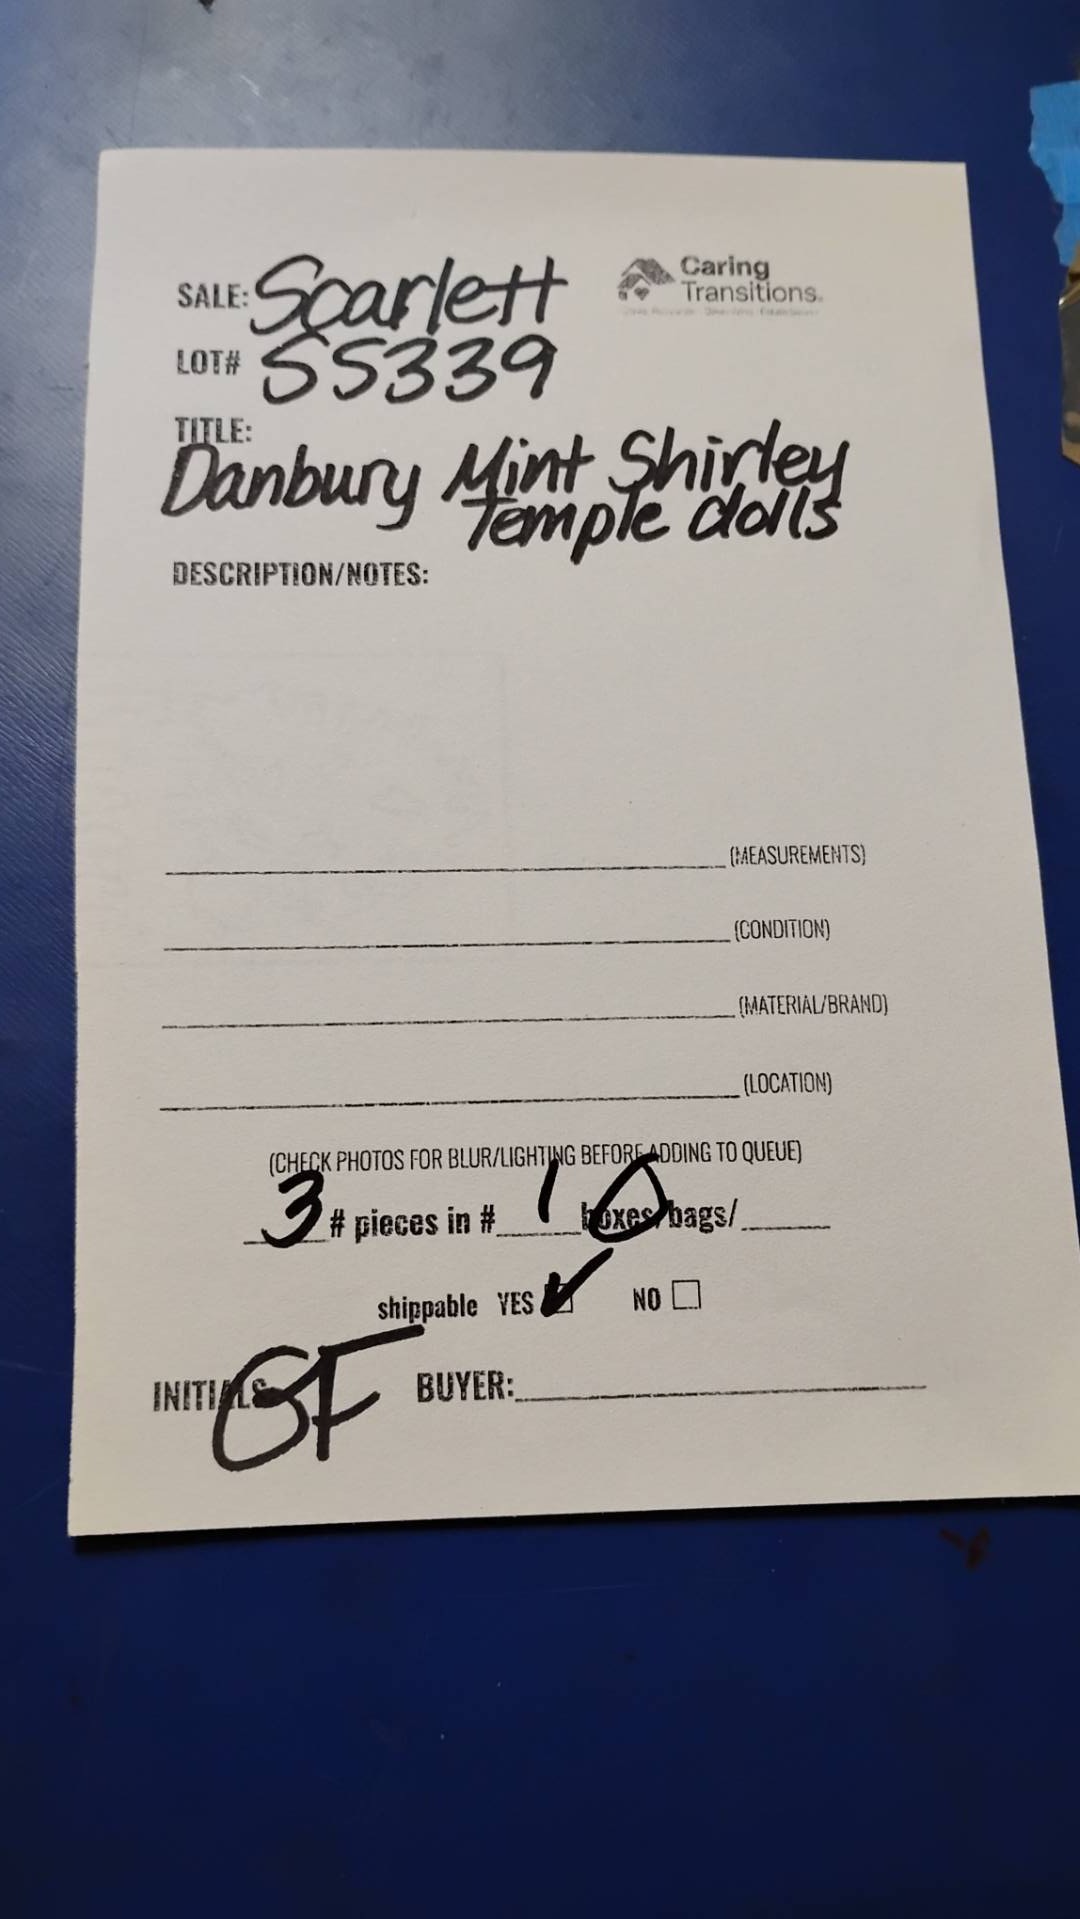 Caring
SALE: Scarlett Transitions.
LOT# SS339
TITLE:
Danbury Mint Shirley
Temple dolls
DESCRIPTION/NOTES:
(MEASUREMENTS)
(CONDITION)
(MATERIAL/BRAND)
(LOCATION)
(CHECK PHOTOS FOR BLUR/LIGHTING BEFORE ADDING TO QUEUE)
3 # pieces in # 1 boxes/bags/
shippable YES ✓ NO
INITIALS GF BUYER: